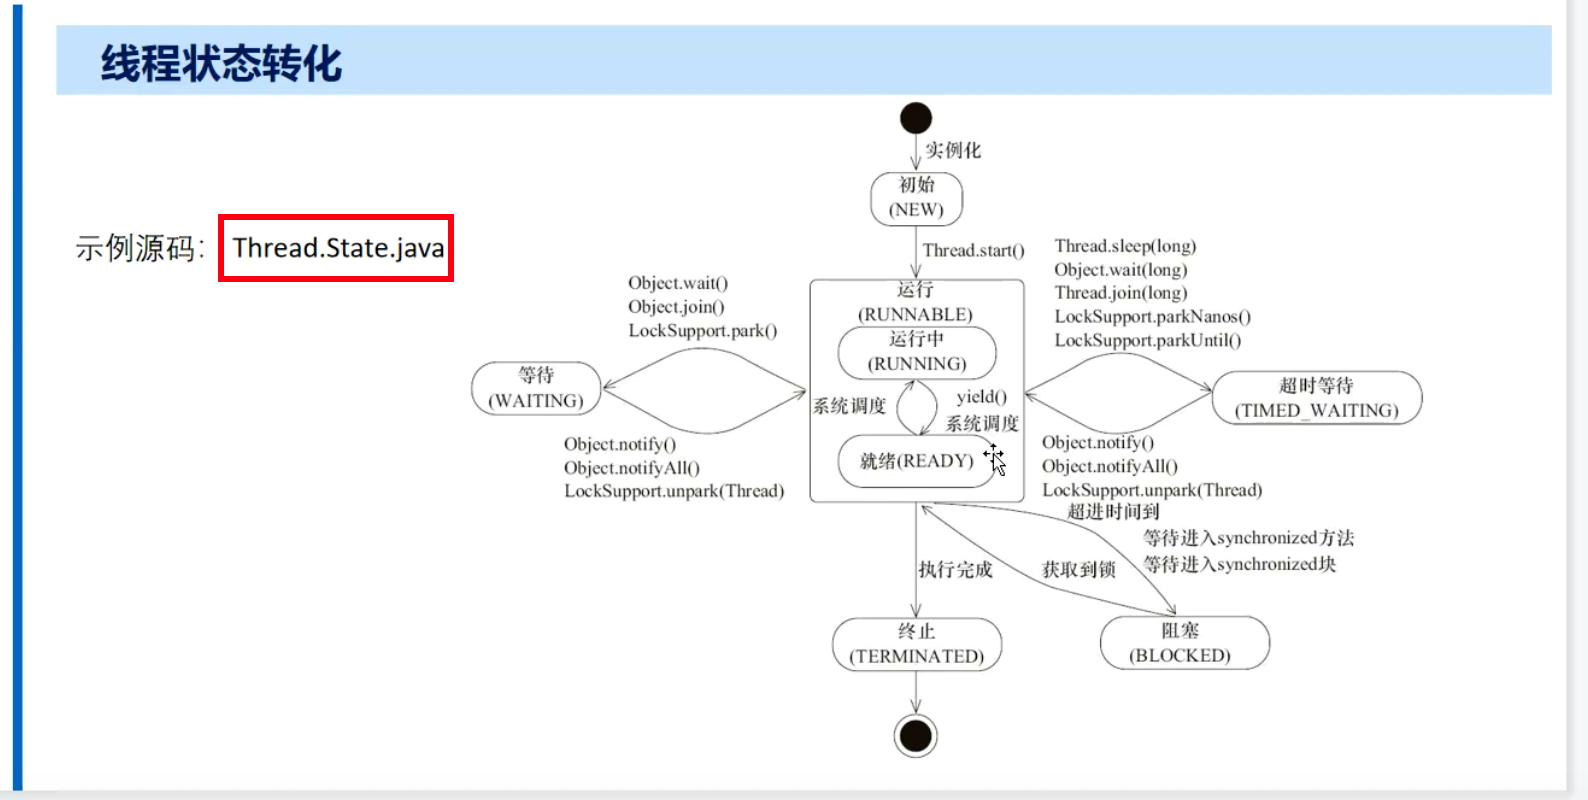 线程状态转化
示例源码：
Thread.State.java
实例化
初始
(NEW)
Thread.start()
Object.wait()
Object.join()
LockSupport.park()
等待
(WAITING)
Object.notify()
Object.notifyAll()
LockSupport.unpark(Thread)
运行
(RUNNABLE)
运行中
(RUNNING)
系统调度
yield()
系统调度
就绪(READY)
Thread.sleep(long)
Object.wait(long)
Thread.join(long)
LockSupport.parkNanos()
LockSupport.parkUntil()
超时等待
(TIMED_WAITING)
Object.notify()
Object.notifyAll()
LockSupport.unpark(Thread)
超进时间到
等待进入synchronized方法
等待进入synchronized块
获取到锁
执行完成
终止
(TERMINATED)
阻塞
(BLOCKED)